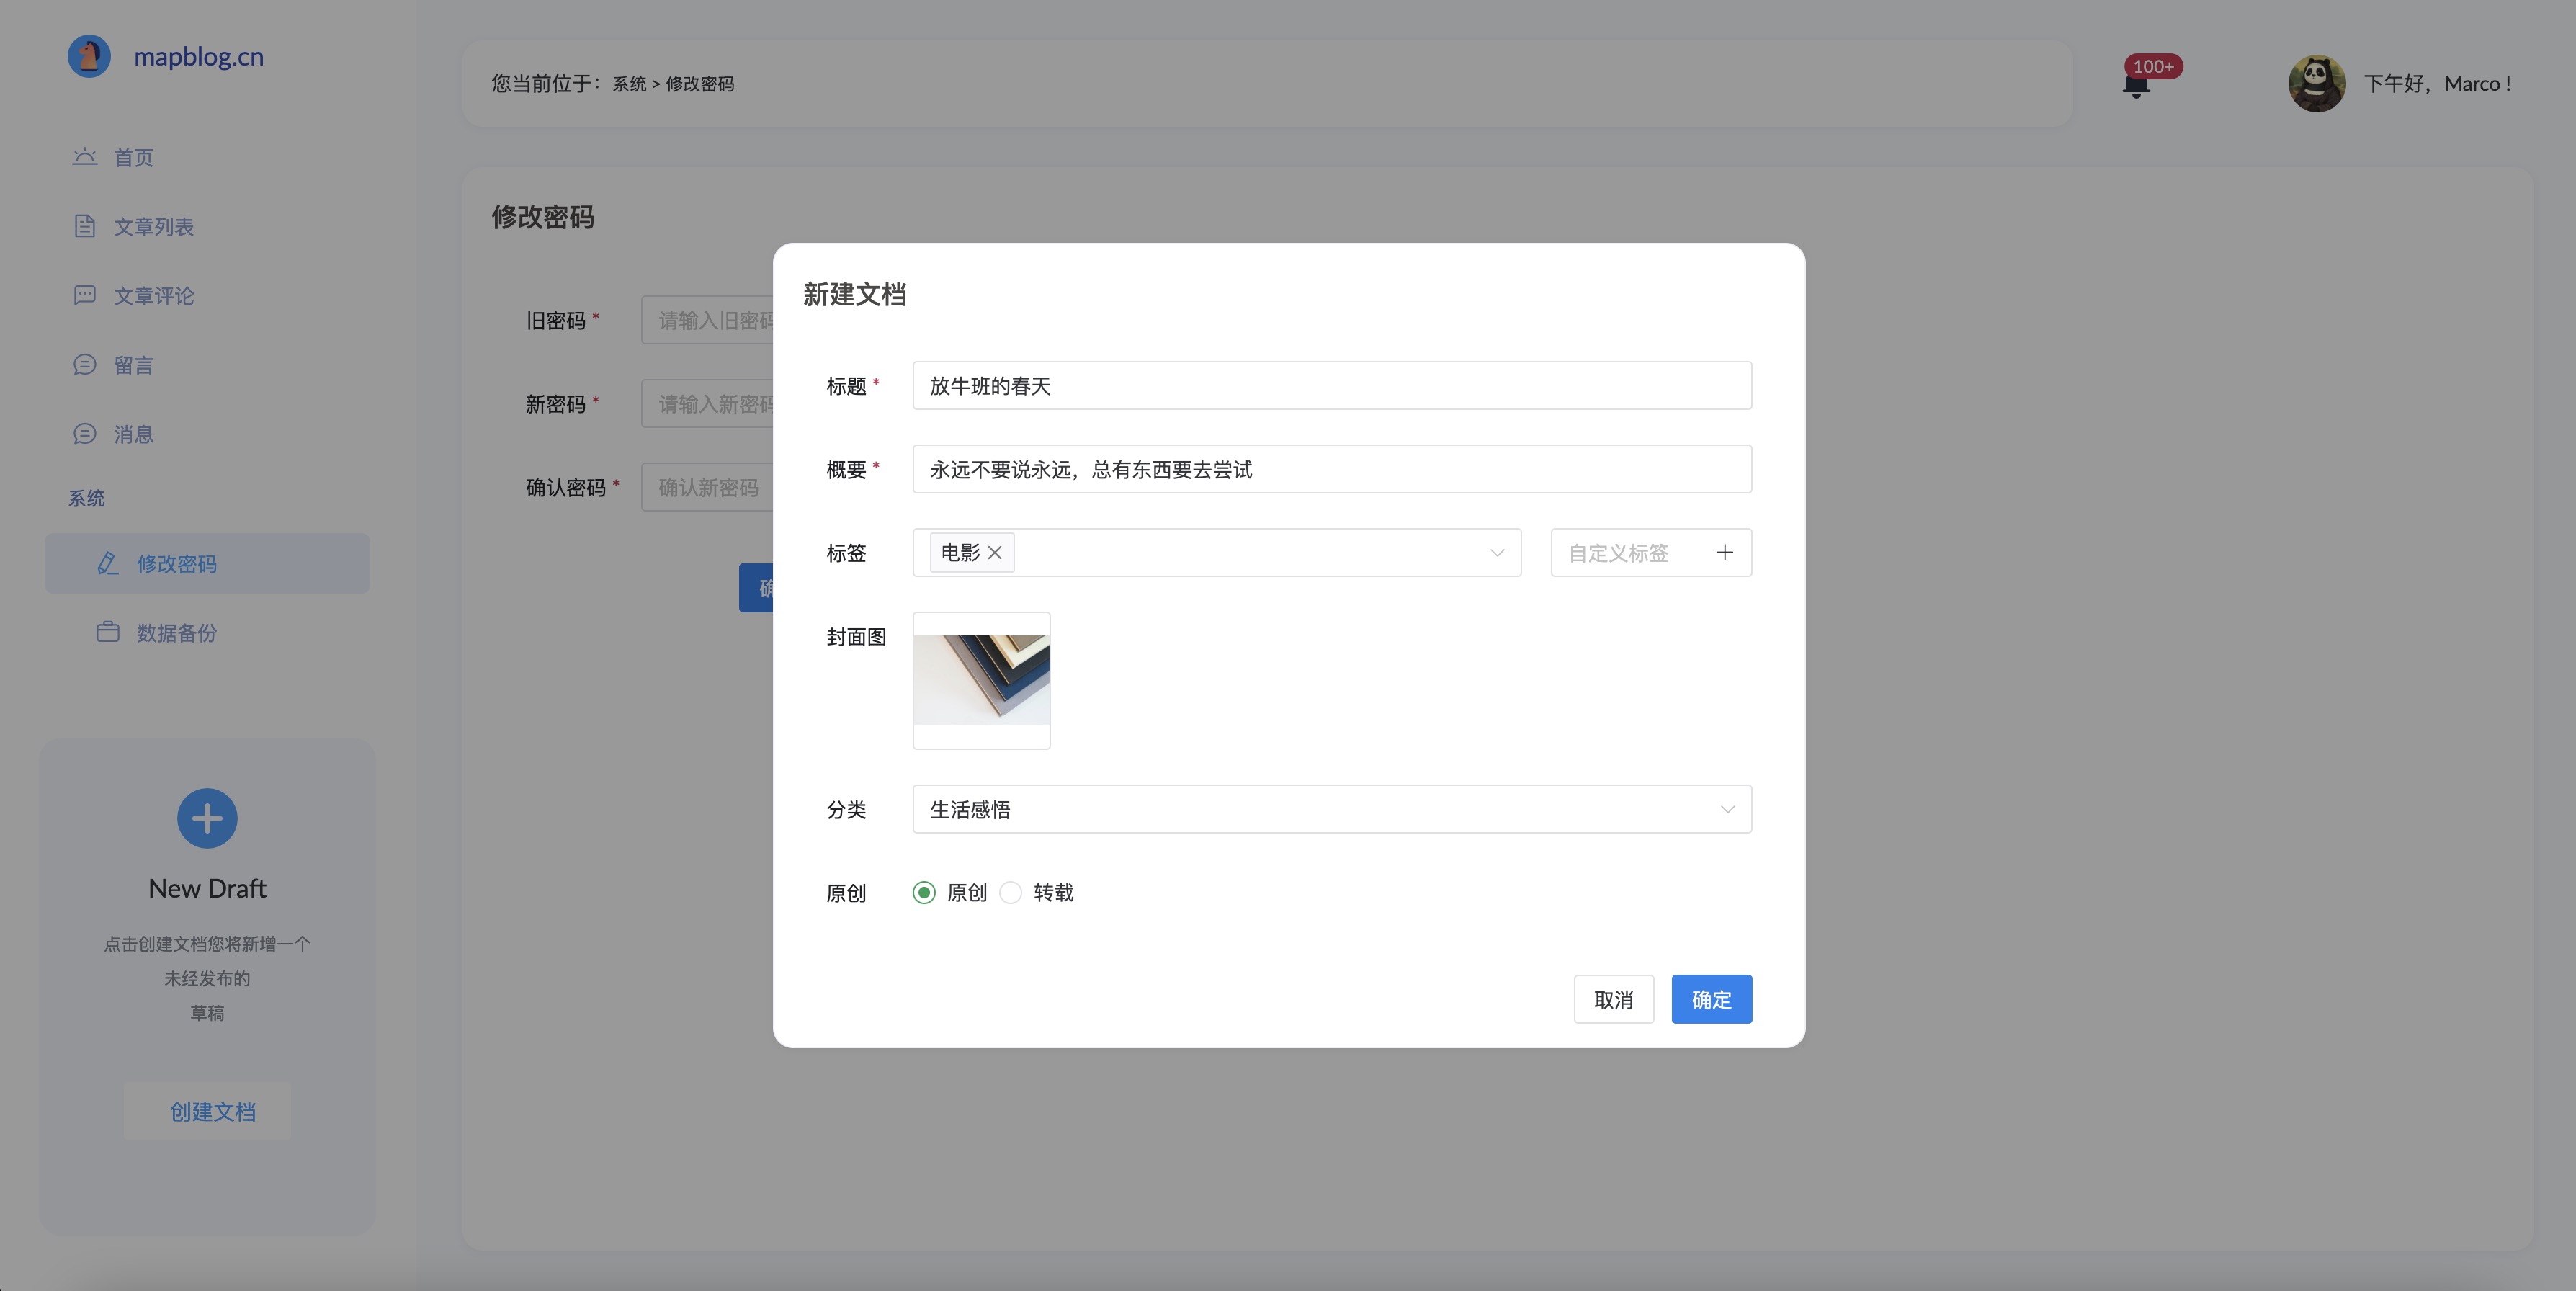 mapblog.cn
您当前位于： 系统 > 修改密码
100+
下午好，Marco !
首页
文章列表
文章评论
留言
消息
系统
修改密码
数据备份
New Draft
点击创建文档您将新增一个
未经发布的
草稿
创建文档
修改密码
旧密码 *
请输入旧密码
新密码 *
请输入新密码
确认密码 *
确认新密码
确
新建文档
标题 * 放牛班的春天
概要 * 永远不要说永远，总有东西要去尝试
标签 电影 自定义标签
封面图
分类 生活感悟
原创 原创 转载
取消 确定